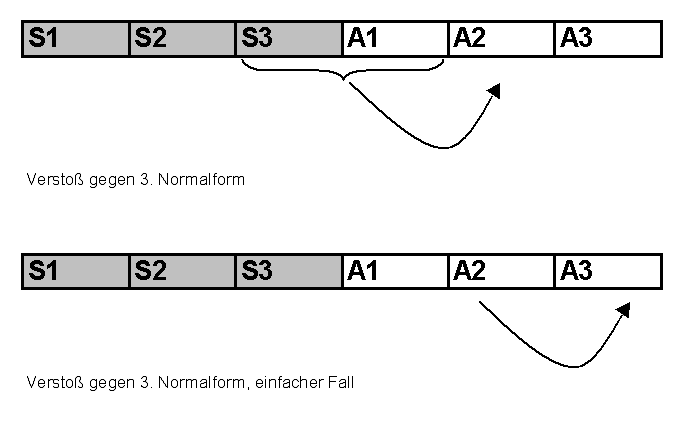 S1 S2 S3 A1 A2 A3
Verstoß gegen 3. Normalform
S1 S2 S3 A1 A2 A3
Verstoß gegen 3. Normalform, einfacher Fall